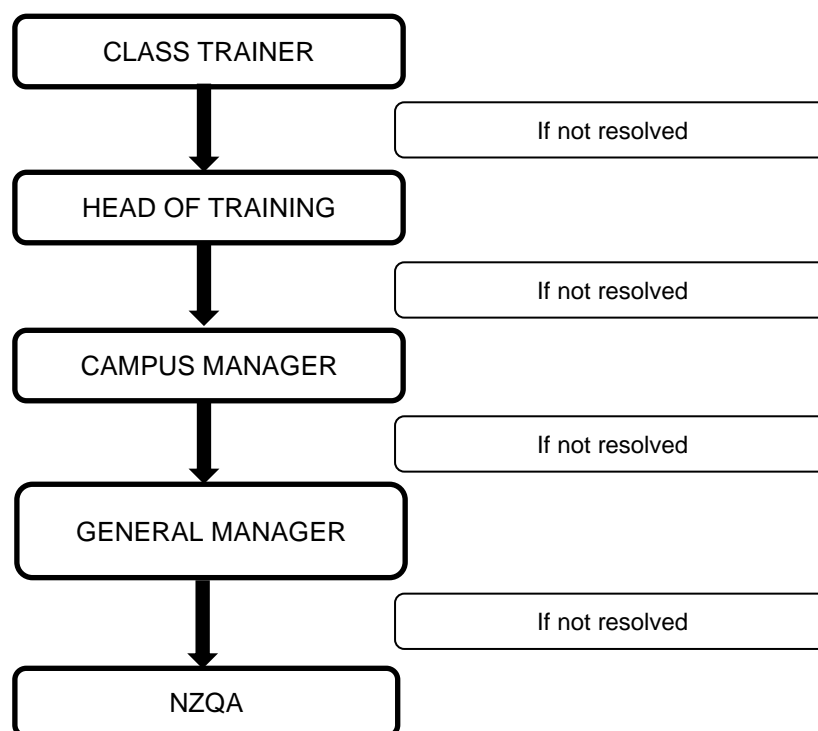 CLASS TRAINER
If not resolved
HEAD OF TRAINING
If not resolved
CAMPUS MANAGER
If not resolved
GENERAL MANAGER
If not resolved
NZQA